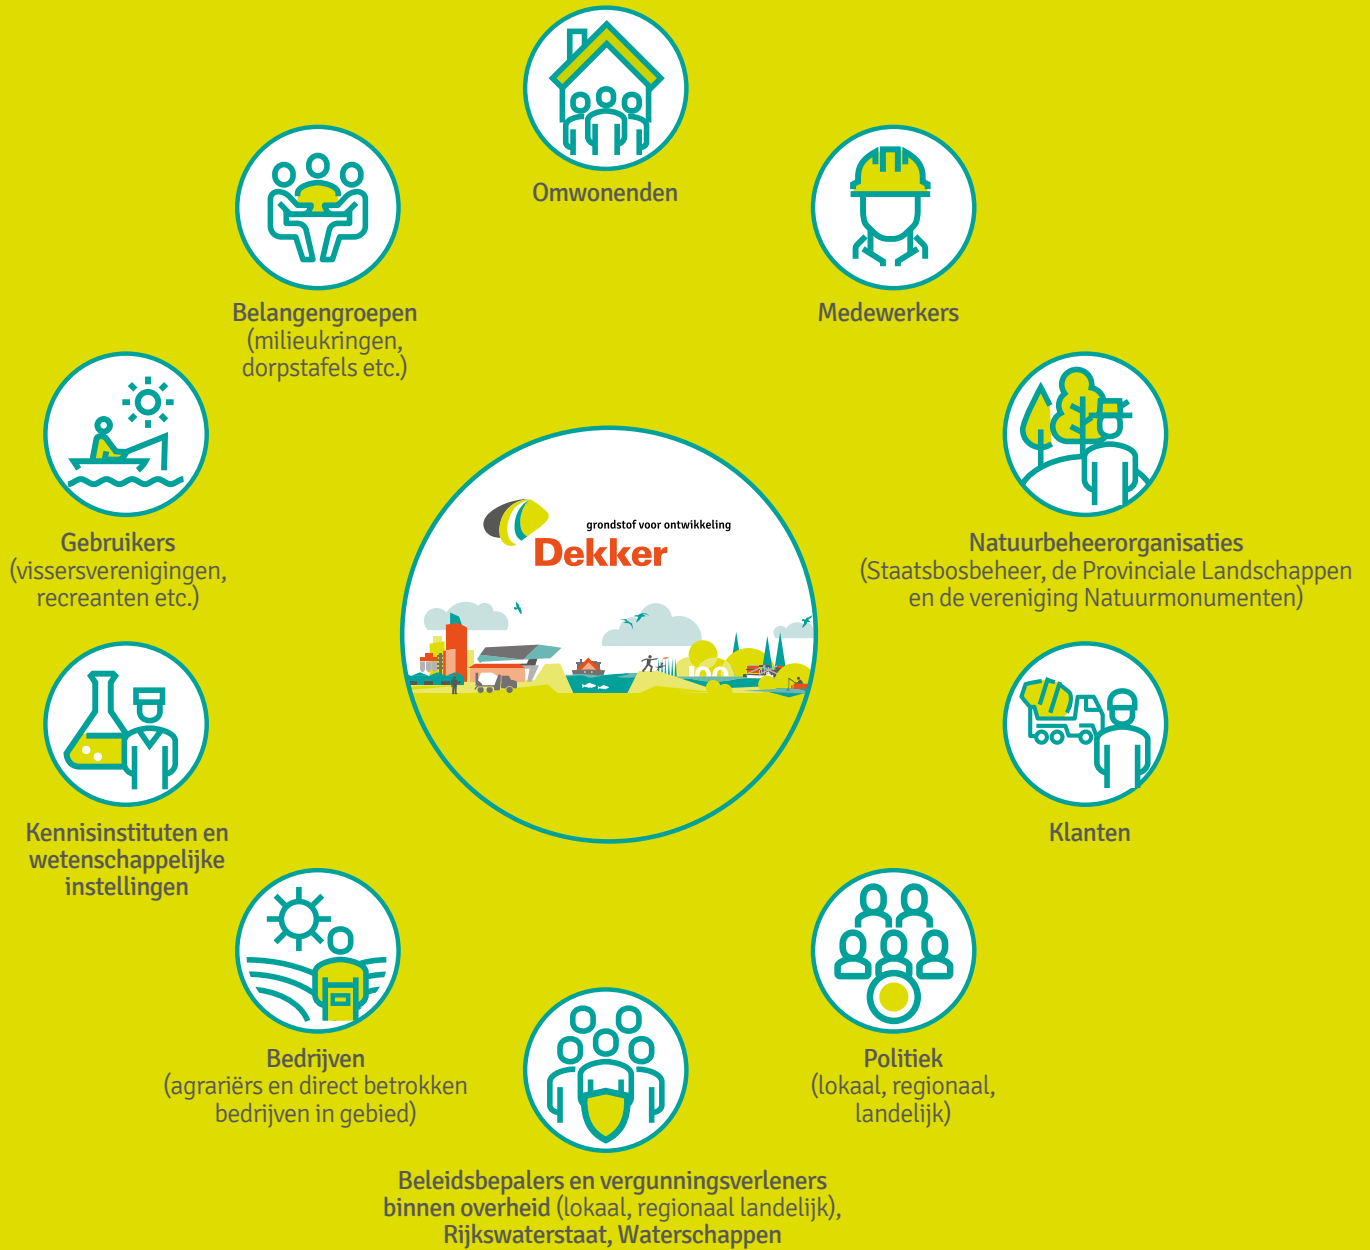 Omwonenden
Medewerkers
Belangengroepen
(milieukringen,
dorpstafels etc.)
Natuurbeheerorganisaties
(Staatsbosbeheer, de Provinciale Landschappen
en de vereniging Natuurmonumenten)
Gebruikers
(vissersverenigingen,
recreanten etc.)
grondstof voor ontwikkeling
Dekker
100
Klanten
Kennisinstituten en
wetenschappelijke
instellingen
Politiek
(lokaal, regionaal,
landelijk)
Bedrijven
(agrariërs en direct betrokken
bedrijven in gebied)
Beleidsbepalers en vergunningsverleners
binnen overheid (lokaal, regionaal landelijk),
Rijkswaterstaat, Waterschappen